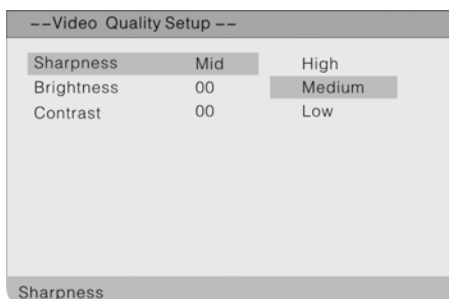 --Video Quality Setup --
Sharpness Mid High
Brightness 00 Medium
Contrast 00 Low
Sharpness